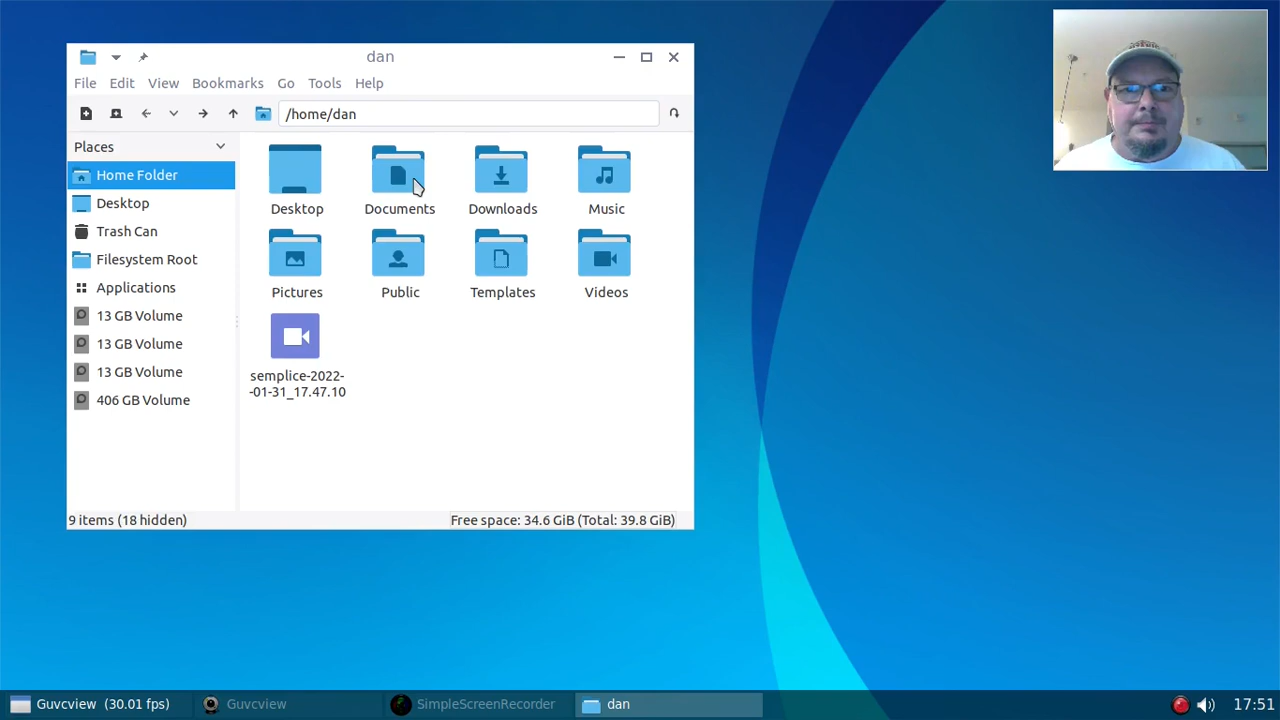 dan
File Edit View Bookmarks Go Tools Help
/home/dan
Places
Home Folder
Desktop
Trash Can
Filesystem Root
Applications
13 GB Volume
13 GB Volume
13 GB Volume
406 GB Volume
Desktop Documents Downloads Music
Pictures Public Templates Videos
semplice-2022-
-01-31_17.47.10
9 items (18 hidden) Free space: 34.6 GiB (Total: 39.8 GiB)
Guvcview (30.01 fps) Guvcview SimpleScreenRecorder dan 17:51